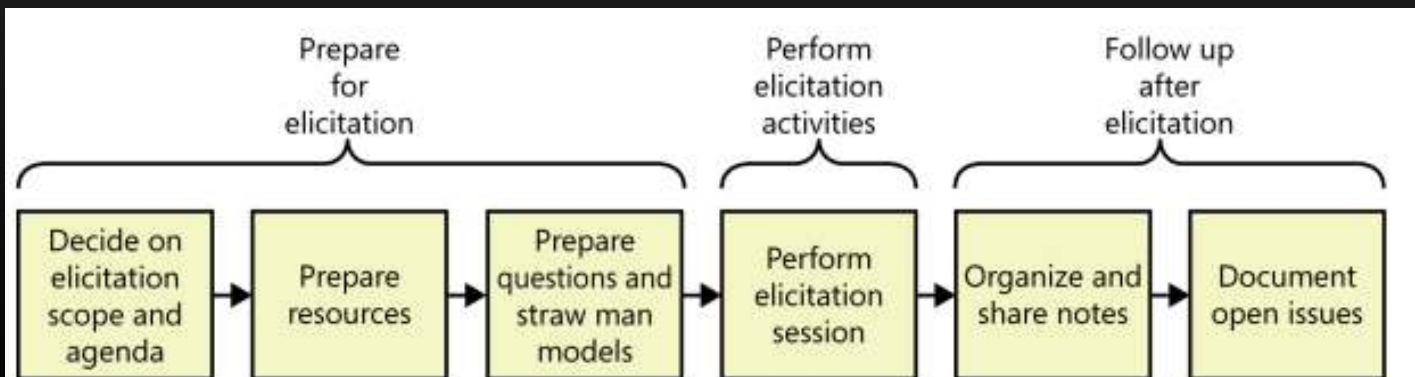 Prepare
for
elicitation
Perform
elicitation
activities
Follow up
after
elicitation
Decide on
elicitation
scope and
agenda
Prepare
resources
Prepare
questions and
straw man
models
Perform
elicitation
session
Organize and
share notes
Document
open issues